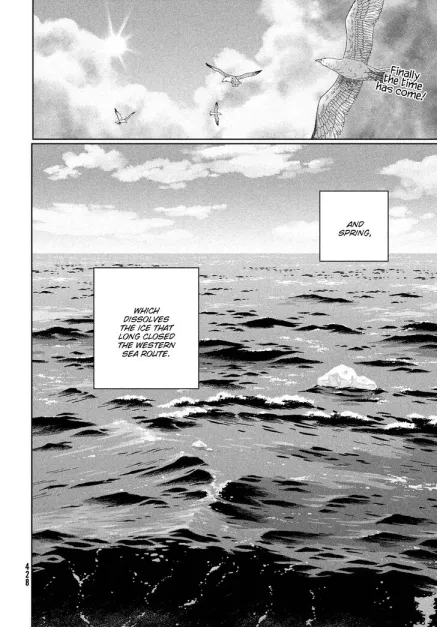 Finally
the time
has come!
AND
SPRING,
WHICH
DISSOLVES
THE ICE THAT
LONG CLOSED
THE WESTERN
SEA ROUTE.
428